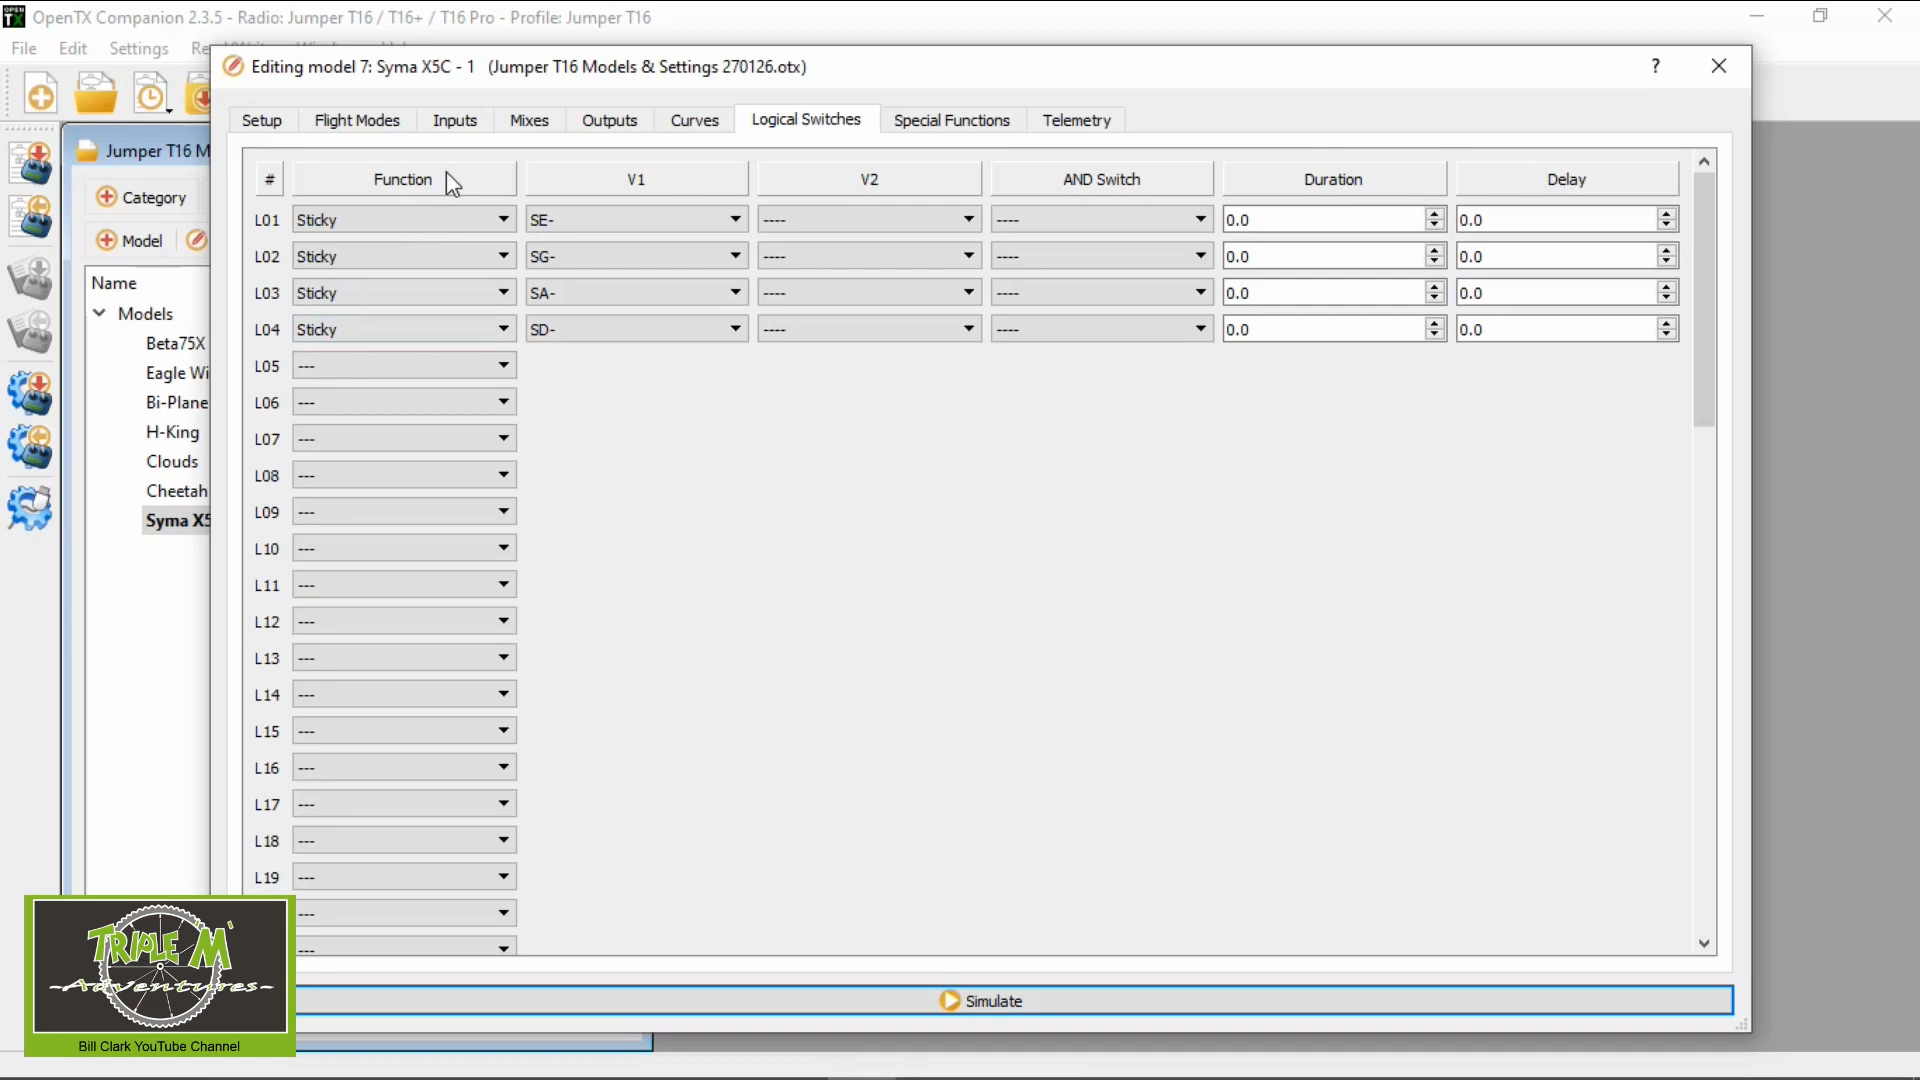 OpenTX Companion 2.3.5 - Radio: Jumper T16 / T16+ / T16 Pro - Profile: Jumper T16
File Edit Settings
Editing model 7: Syma X5C - 1 (Jumper T16 Models & Settings 270126.otx) ?
Setup Flight Modes Inputs Mixes Outputs Curves Logical Switches Special Functions Telemetry
Jumper T16 M
Category
Model
Name
Models
Beta75X
Eagle Wi
Bi-Plane
H-King
Clouds
Cheetah
Syma X5
# Function V1 V2 AND Switch Duration Delay
L01 Sticky SE- ---- ---- 0.0 0.0
L02 Sticky SG- ---- ---- 0.0 0.0
L03 Sticky SA- ---- ---- 0.0 0.0
L04 Sticky SD- ---- ---- 0.0 0.0
L05 ---
L06 ---
L07 ---
L08 ---
L09 ---
L10 ---
L11 ---
L12 ---
L13 ---
L14 ---
L15 ---
L16 ---
L17 ---
L18 ---
L19 ---
---
---
Simulate
OPEN TX
TRIPLE M
-Adventures-
Bill Clark YouTube Channel